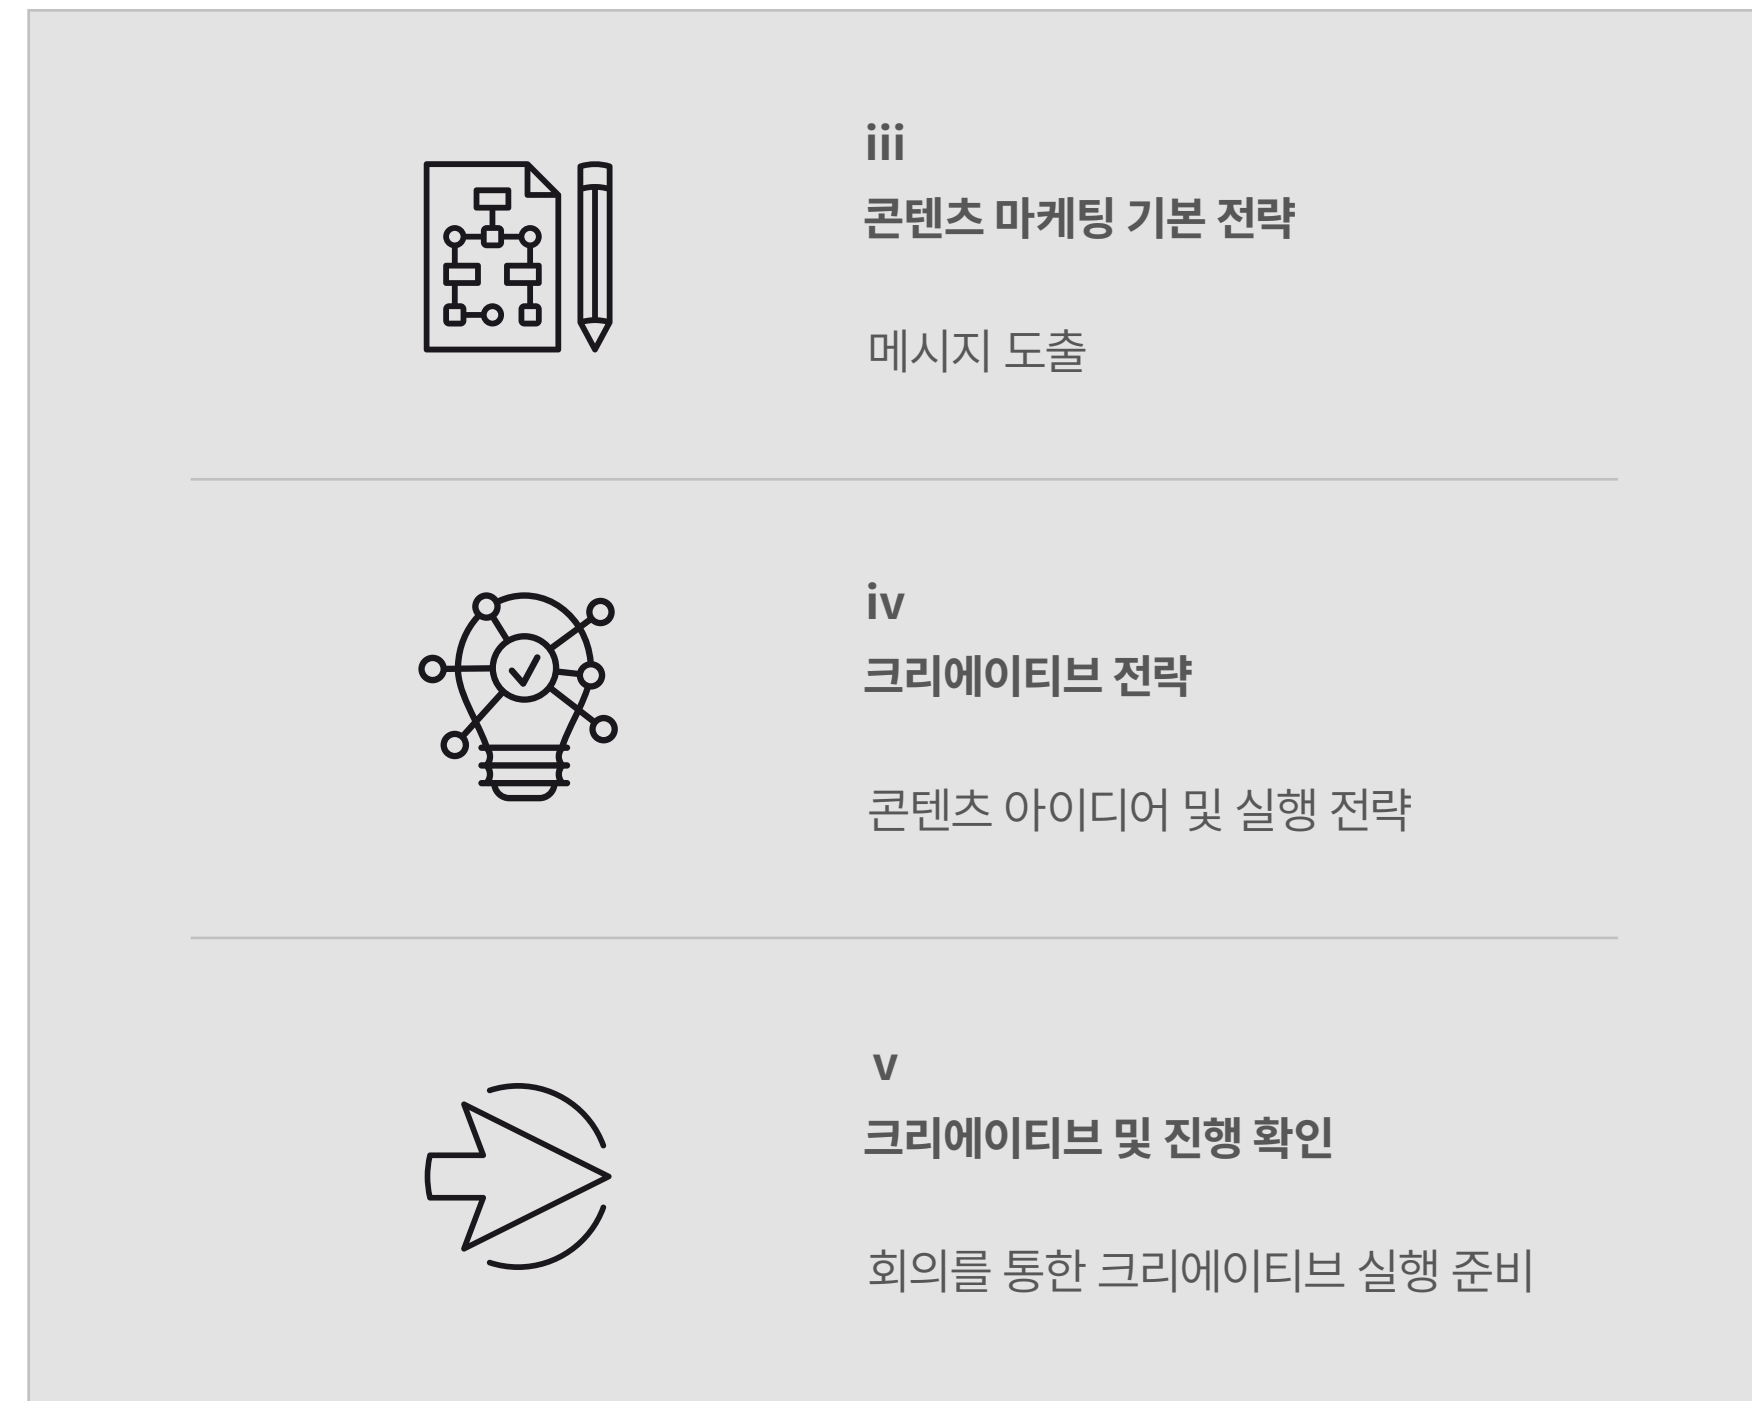 iii
콘텐츠 마케팅 기본 전략
메시지 도출
iv
크리에이티브 전략
콘텐츠 아이디어 및 실행 전략
v
크리에이티브 및 진행 확인
회의를 통한 크리에이티브 실행 준비